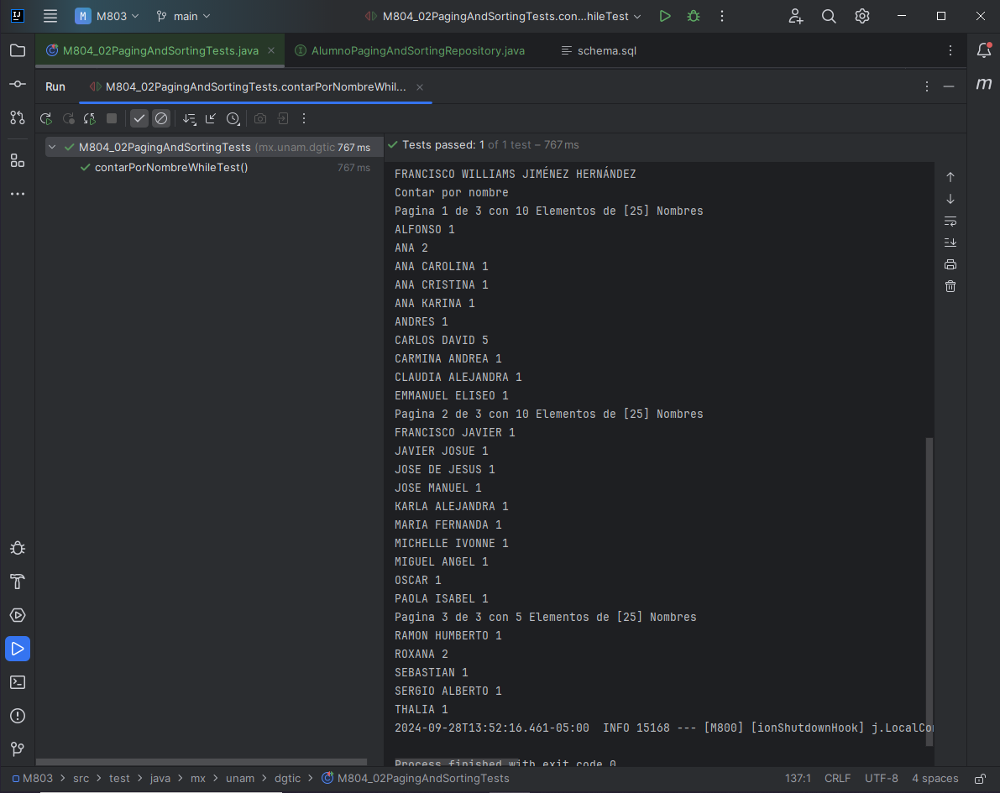 M M803 main M804_02PagingAndSortingTests.con...hileTest
M804_02PagingAndSortingTests.java AlumnoPagingAndSortingRepository.java schema.sql
Run M804_02PagingAndSortingTests.contarPorNombreWhil...
M804_02PagingAndSortingTests (mx.unam.dgtic 767 ms
contarPorNombreWhileTest() 767 ms
Tests passed: 1 of 1 test – 767 ms
FRANCISCO WILLIAMS JIMÉNEZ HERNÁNDEZ
Contar por nombre
Pagina 1 de 3 con 10 Elementos de [25] Nombres
ALFONSO 1
ANA 2
ANA CAROLINA 1
ANA CRISTINA 1
ANA KARINA 1
ANDRES 1
CARLOS DAVID 5
CARMINA ANDREA 1
CLAUDIA ALEJANDRA 1
EMMANUEL ELISEO 1
Pagina 2 de 3 con 10 Elementos de [25] Nombres
FRANCISCO JAVIER 1
JAVIER JOSUE 1
JOSE DE JESUS 1
JOSE MANUEL 1
KARLA ALEJANDRA 1
MARIA FERNANDA 1
MICHELLE IVONNE 1
MIGUEL ANGEL 1
OSCAR 1
PAOLA ISABEL 1
Pagina 3 de 3 con 5 Elementos de [25] Nombres
RAMON HUMBERTO 1
ROXANA 2
SEBASTIAN 1
SERGIO ALBERTO 1
THALIA 1
2024-09-28T13:52:16.461-05:00 INFO 15168 --- [M800] [ionShutdownHook] j.LocalCo
Process finished with exit code 0
M803 > src > test > java > mx > unam > dgtic > M804_02PagingAndSortingTests 137:1 CRLF UTF-8 4 spaces